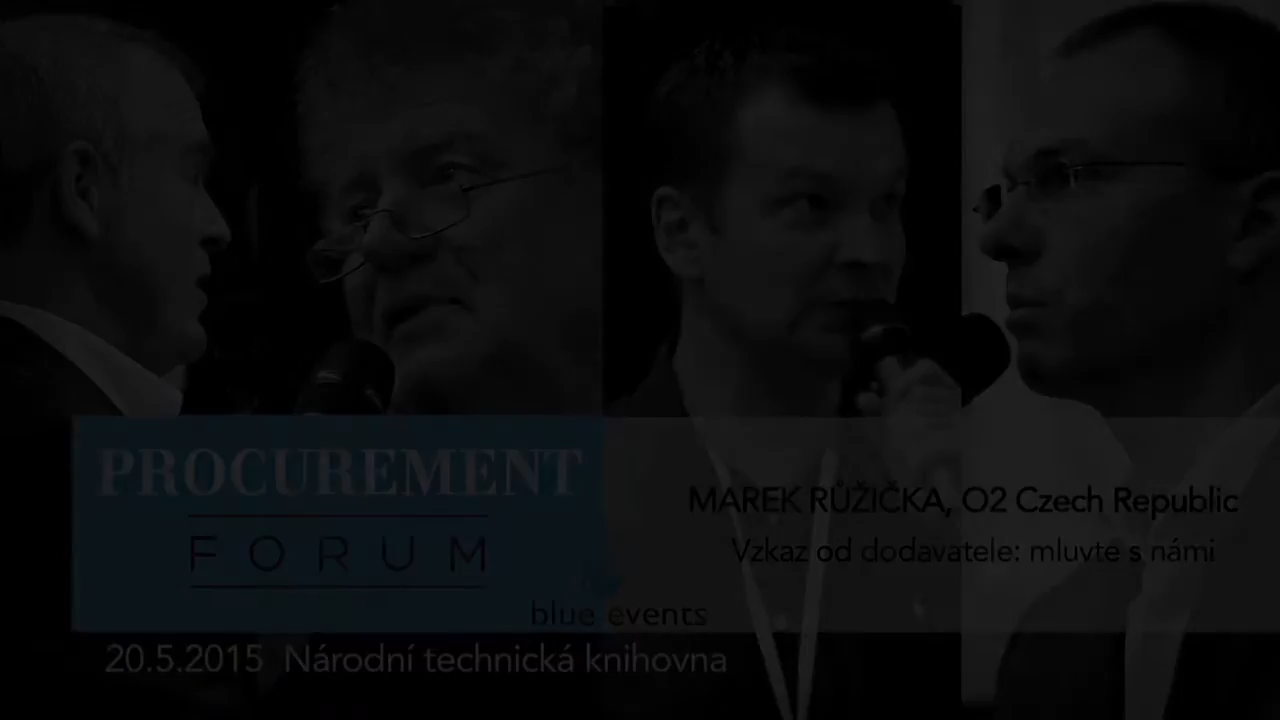 PROCUREMENT
FORUM
MAREK RŮŽIČKA, O2 Czech Republic
Vzkaz od dodavatele: mluvte s námi
blue events
20.5.2015 Národní technická knihovna